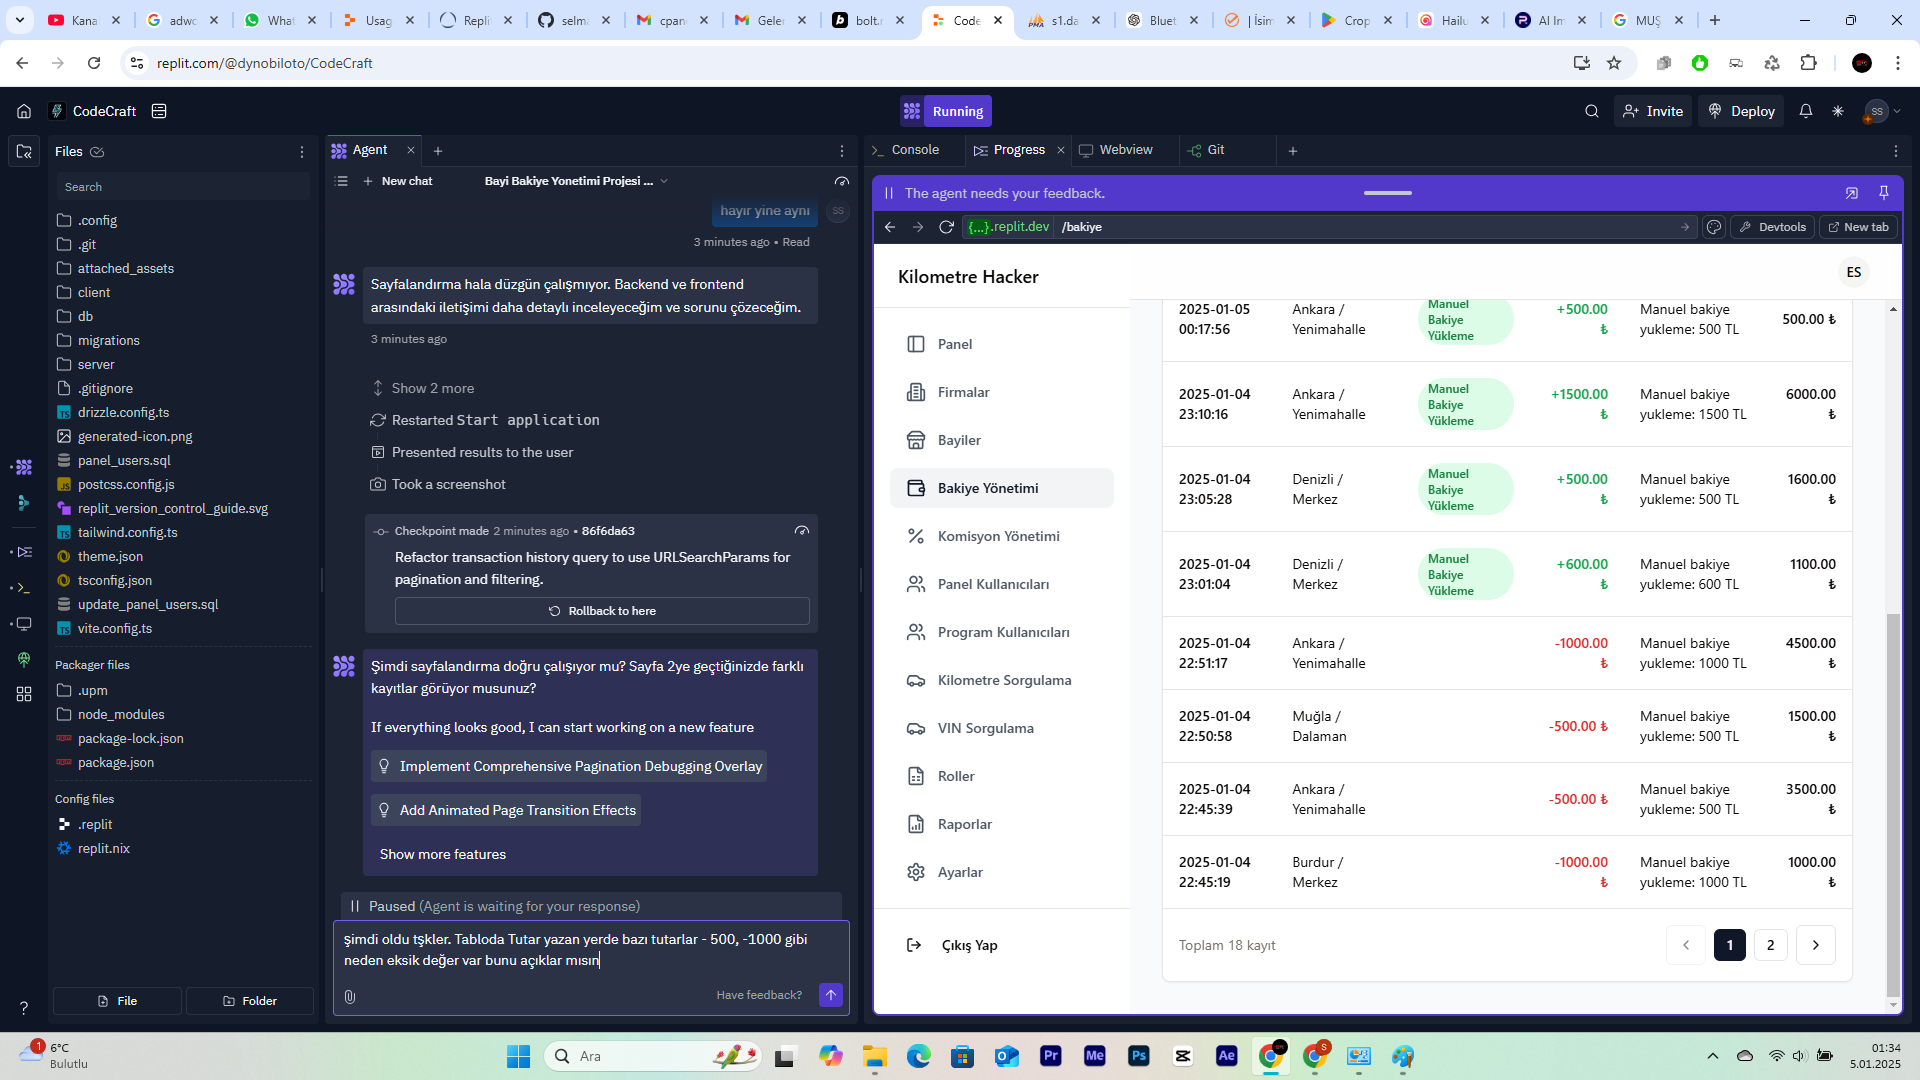 Kana
adwo
What
Usag
Repli
selma
cpan
Geler
bolt.n
Code
s1.da
Bluet
| İsim
Crop
Hailu
AI Im
MUŞ
replit.com/@dynobiloto/CodeCraft
CodeCraft
Running
Invite
Deploy
SS
Files
Search
.config
.git
attached_assets
client
db
migrations
server
.gitignore
drizzle.config.ts
generated-icon.png
panel_users.sql
postcss.config.js
replit_version_control_guide.svg
tailwind.config.ts
theme.json
tsconfig.json
update_panel_users.sql
vite.config.ts
Packager files
.upm
node_modules
package-lock.json
package.json
Config files
.replit
replit.nix
File
Folder
Agent
New chat
Bayi Bakiye Yonetimi Projesi ...
hayır yine aynı
SS
3 minutes ago • Read
Sayfalandırma hala düzgün çalışmıyor. Backend ve frontend
arasındaki iletişimi daha detaylı inceleyeceğim ve sorunu çözeceğim.
3 minutes ago
Show 2 more
Restarted Start application
Presented results to the user
Took a screenshot
Checkpoint made 2 minutes ago • 86f6da63
Refactor transaction history query to use URLSearchParams for
pagination and filtering.
Rollback to here
Şimdi sayfalandırma doğru çalışıyor mu? Sayfa 2ye geçtiğinizde farklı
kayıtlar görüyor musunuz?
If everything looks good, I can start working on a new feature
Implement Comprehensive Pagination Debugging Overlay
Add Animated Page Transition Effects
Show more features
Paused (Agent is waiting for your response)
şimdi oldu tşkler. Tabloda Tutar yazan yerde bazı tutarlar - 500, -1000 gibi
neden eksik değer var bunu açıklar mısın
Have feedback?
Console
Progress
Webview
Git
The agent needs your feedback.
{...}.replit.dev
/bakiye
Devtools
New tab
Kilometre Hacker
ES
Panel
Firmalar
Bayiler
Bakiye Yönetimi
Komisyon Yönetimi
Panel Kullanıcıları
Program Kullanıcıları
Kilometre Sorgulama
VIN Sorgulama
Roller
Raporlar
Ayarlar
Çıkış Yap
2025-01-05 Ankara / Manuel +500.00 Manuel bakiye 500.00 ₺
00:17:56 Yenimahalle Bakiye Yükleme ₺ yukleme: 500 TL
2025-01-04 Ankara / Manuel +1500.00 Manuel bakiye 6000.00
23:10:16 Yenimahalle Bakiye Yükleme ₺ yukleme: 1500 TL ₺
2025-01-04 Denizli / Manuel +500.00 Manuel bakiye 1600.00
23:05:28 Merkez Bakiye Yükleme ₺ yukleme: 500 TL ₺
2025-01-04 Denizli / Manuel +600.00 Manuel bakiye 1100.00
23:01:04 Merkez Bakiye Yükleme ₺ yukleme: 600 TL ₺
2025-01-04 Ankara / -1000.00 Manuel bakiye 4500.00
22:51:17 Yenimahalle ₺ yukleme: 1000 TL ₺
2025-01-04 Muğla / -500.00 ₺ Manuel bakiye 1500.00
22:50:58 Dalaman yukleme: 500 TL ₺
2025-01-04 Ankara / -500.00 ₺ Manuel bakiye 3500.00
22:45:39 Yenimahalle yukleme: 500 TL ₺
2025-01-04 Burdur / -1000.00 Manuel bakiye 1000.00
22:45:19 Merkez ₺ yukleme: 1000 TL ₺
Toplam 18 kayıt
1
2
1
6°C
Bulutlu
Ara
Pr
Me
Ps
Ae
S
01:34
5.01.2025